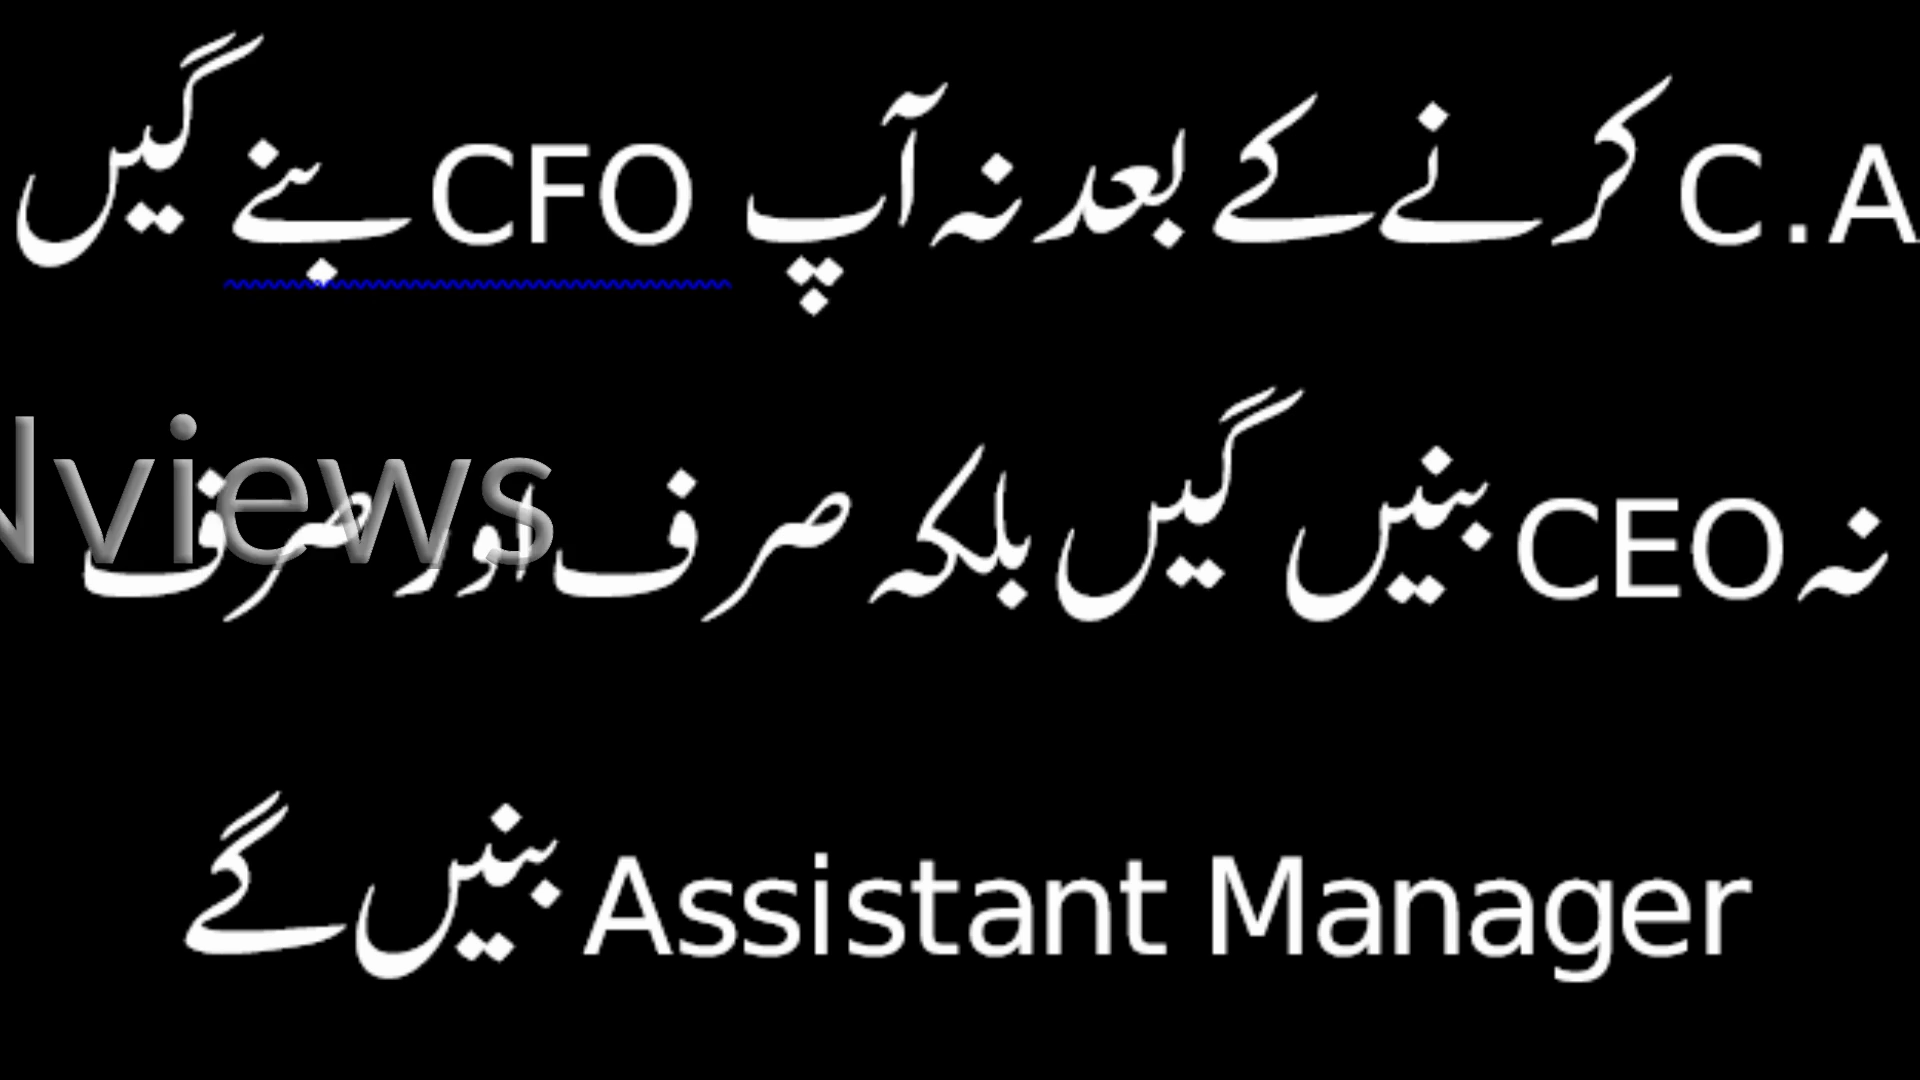 C.A کرنے کے بعد نہ آپ CFO بنے گیں
نہ CEO بنیں گیں بلکہ صرف اور صرف
Nviews
Assistant Manager بنیں گے